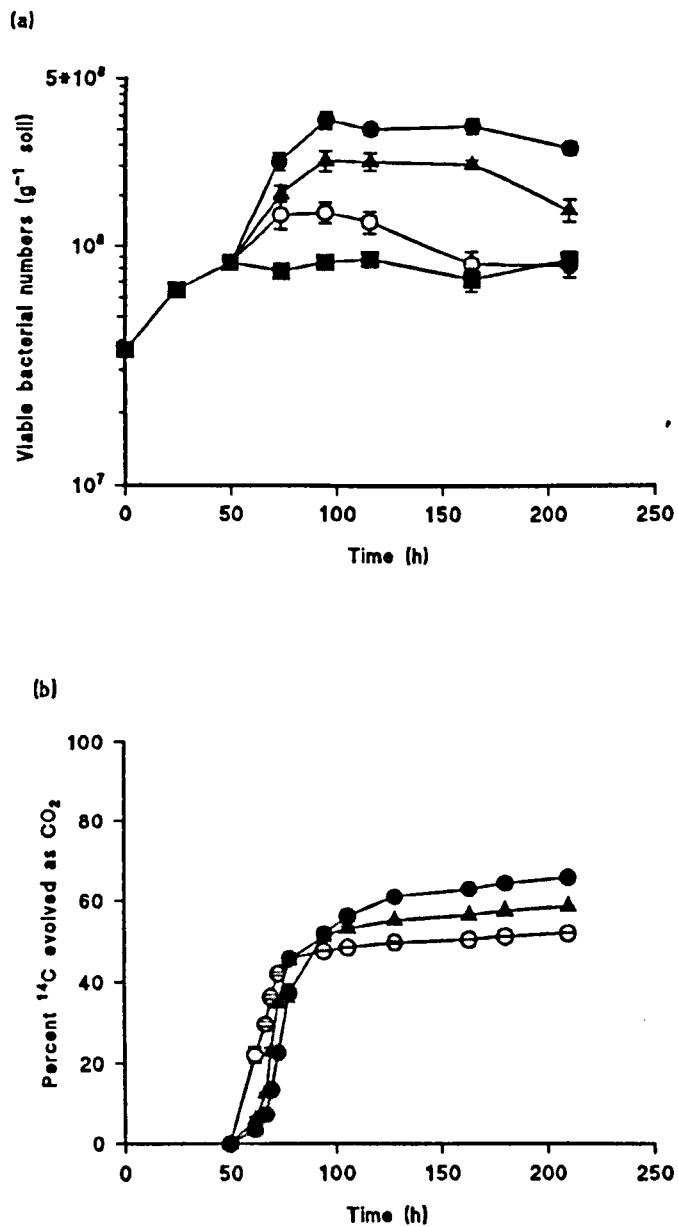 (a)
5*10⁸
10⁸
10⁷
Viable bacterial numbers (g⁻¹ soil)
0 50 100 150 200 250
Time (h)
(b)
100
80
60
40
20
0
Percent ¹⁴C evolved as CO₂
0 50 100 150 200 250
Time (h)